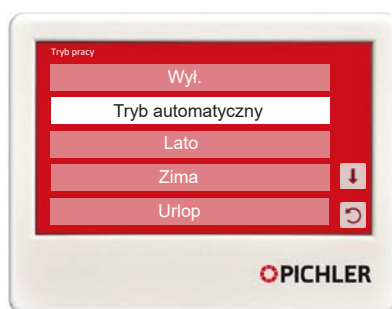 Tryb pracy
Wył.
Tryb automatyczny
Lato
Zima
Urlop
PICHLER